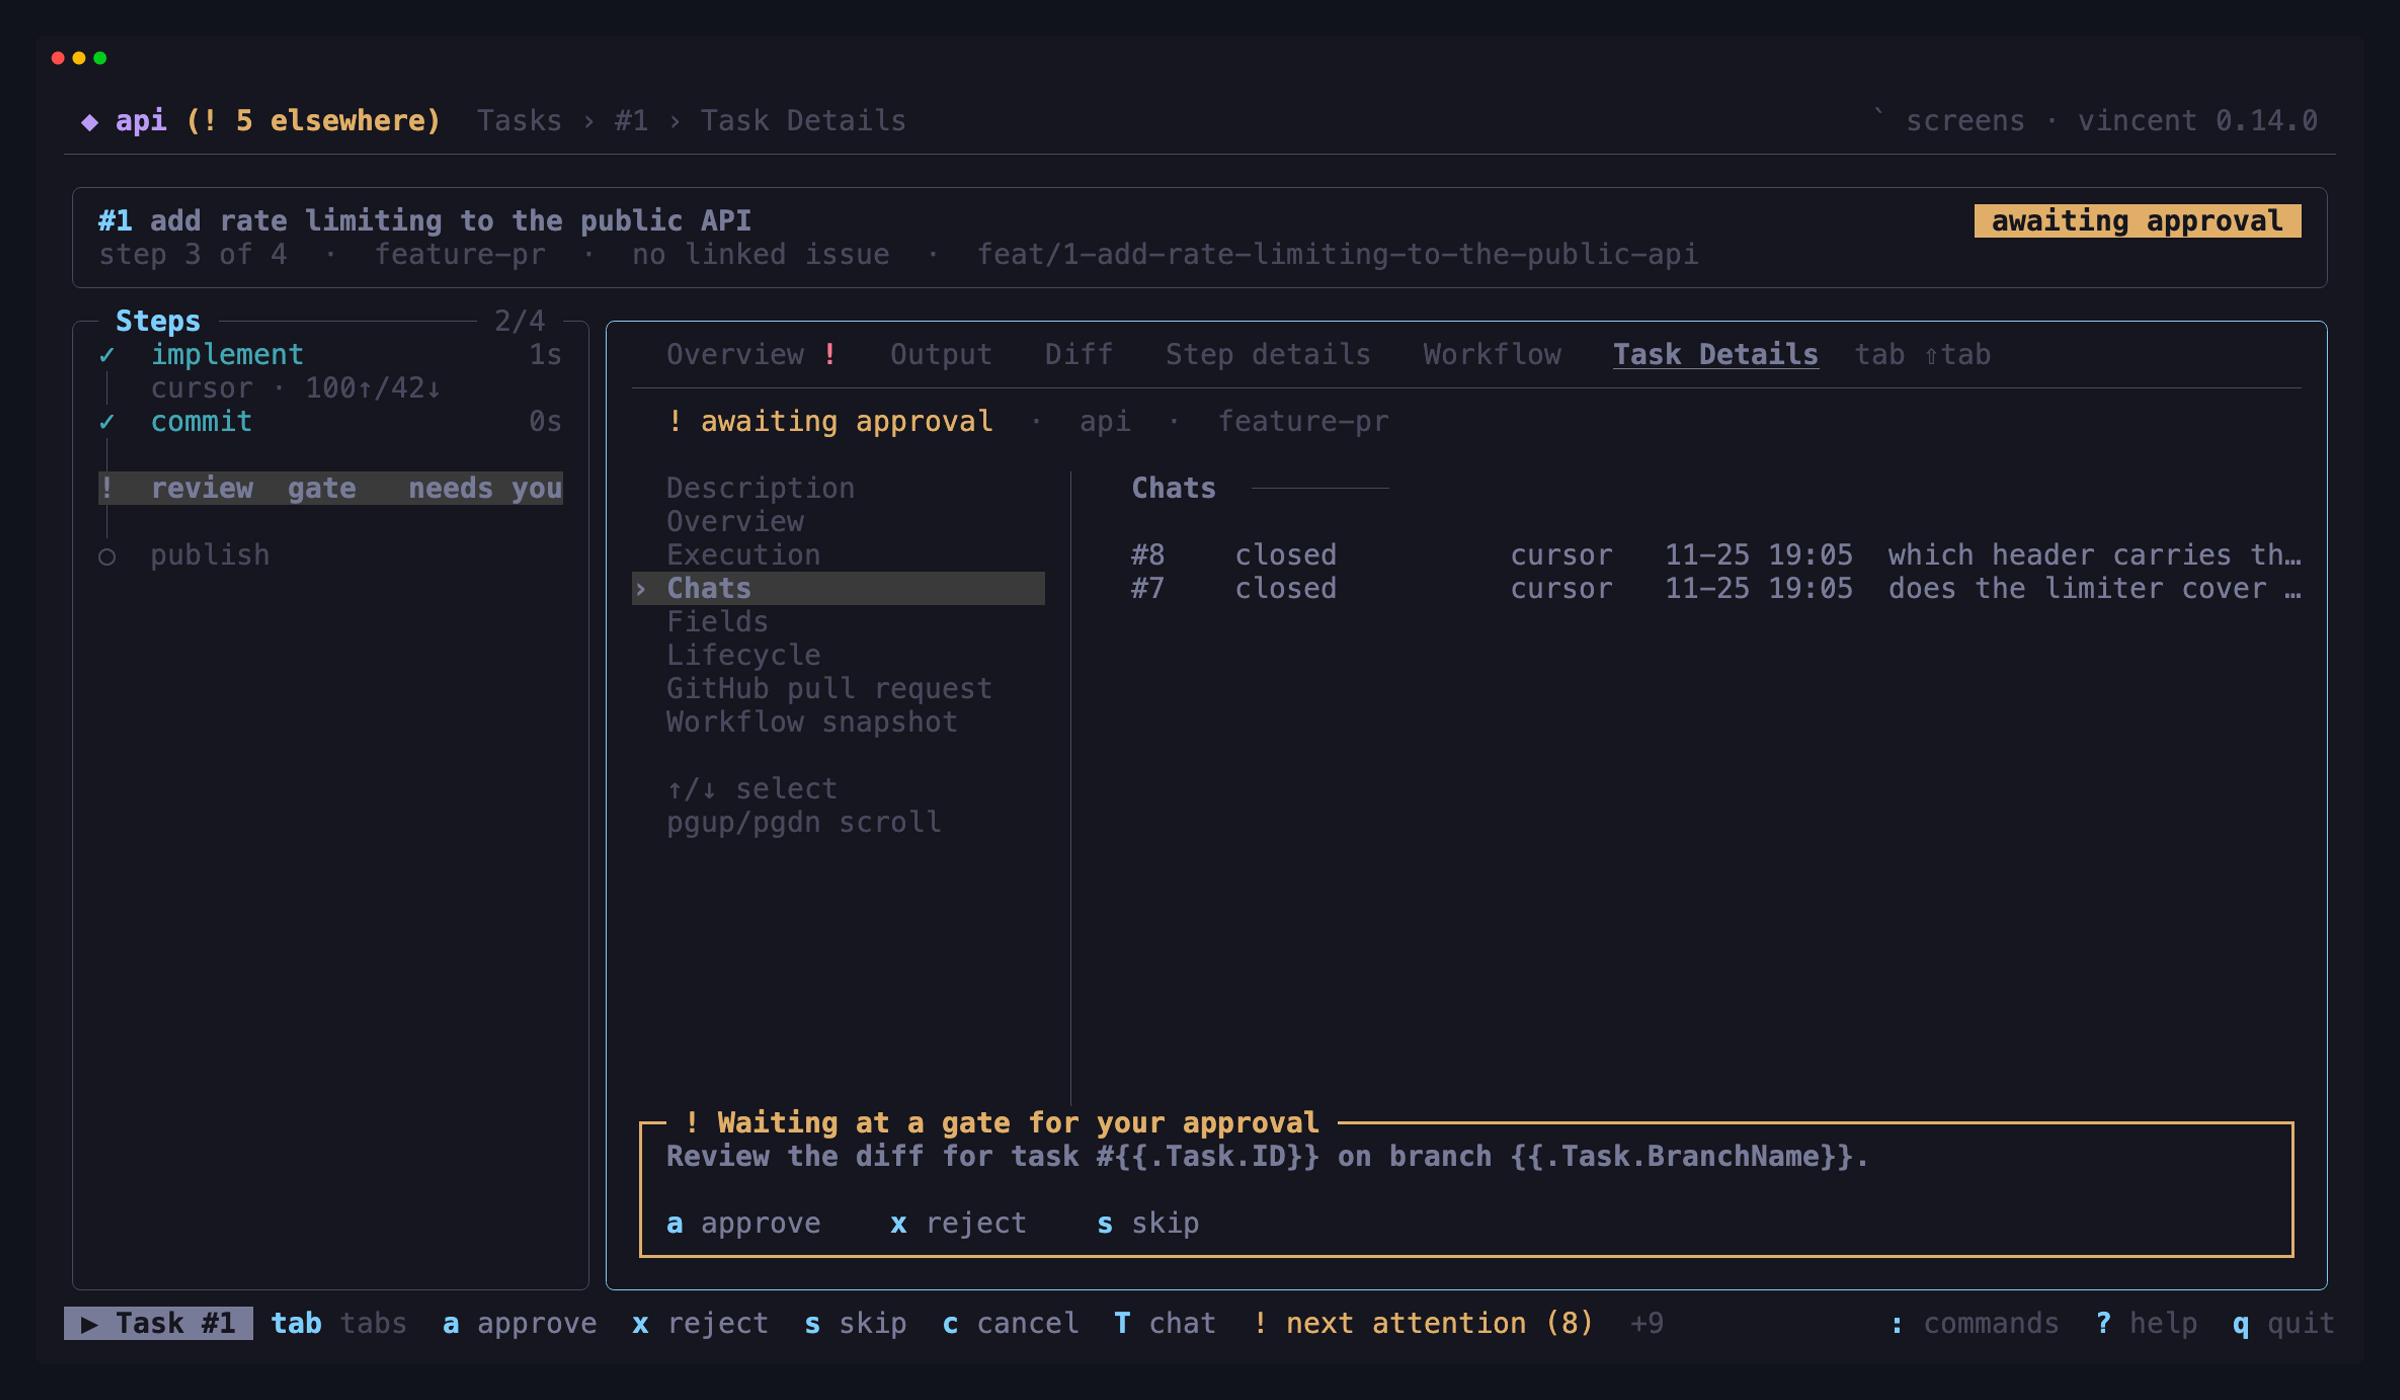 ◆ api (! 5 elsewhere) Tasks › #1 › Task Details ` screens · vincent 0.14.0
#1 add rate limiting to the public API awaiting approval
step 3 of 4 · feature-pr · no linked issue · feat/1-add-rate-limiting-to-the-public-api
Steps 2/4
✓ implement 1s
cursor · 100↑/42↓
✓ commit 0s
! review gate needs you
○ publish
Overview ! Output Diff Step details Workflow Task Details tab ⇧tab
! awaiting approval · api · feature-pr
Description
Overview
Execution
› Chats
Fields
Lifecycle
GitHub pull request
Workflow snapshot
↑/↓ select
pgup/pgdn scroll
Chats
#8 closed cursor 11-25 19:05 which header carries th…
#7 closed cursor 11-25 19:05 does the limiter cover …
! Waiting at a gate for your approval
Review the diff for task #{{.Task.ID}} on branch {{.Task.BranchName}}.
a approve x reject s skip
▶ Task #1 tab tabs a approve x reject s skip c cancel T chat ! next attention (8) +9 : commands ? help q quit